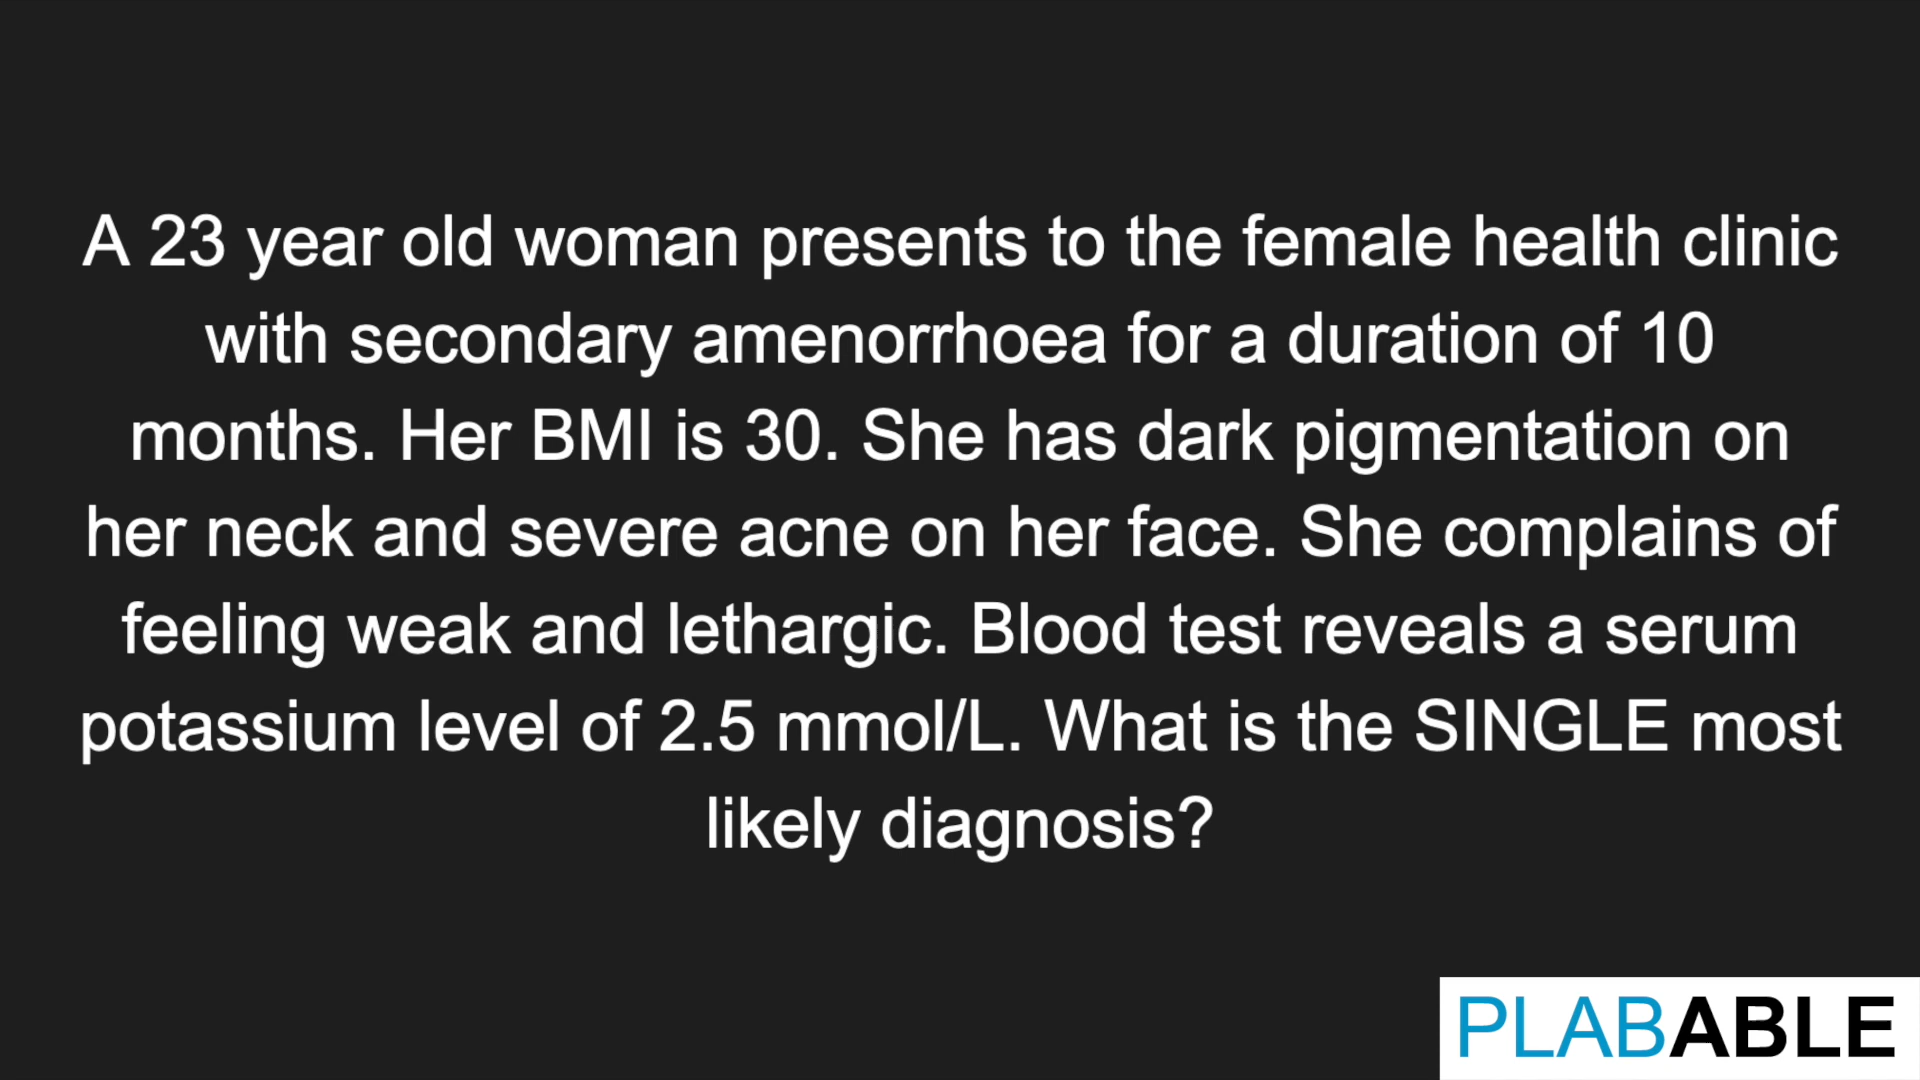 A 23 year old woman presents to the female health clinic
with secondary amenorrhoea for a duration of 10
months. Her BMI is 30. She has dark pigmentation on
her neck and severe acne on her face. She complains of
feeling weak and lethargic. Blood test reveals a serum
potassium level of 2.5 mmol/L. What is the SINGLE most
likely diagnosis?
PLABABLE